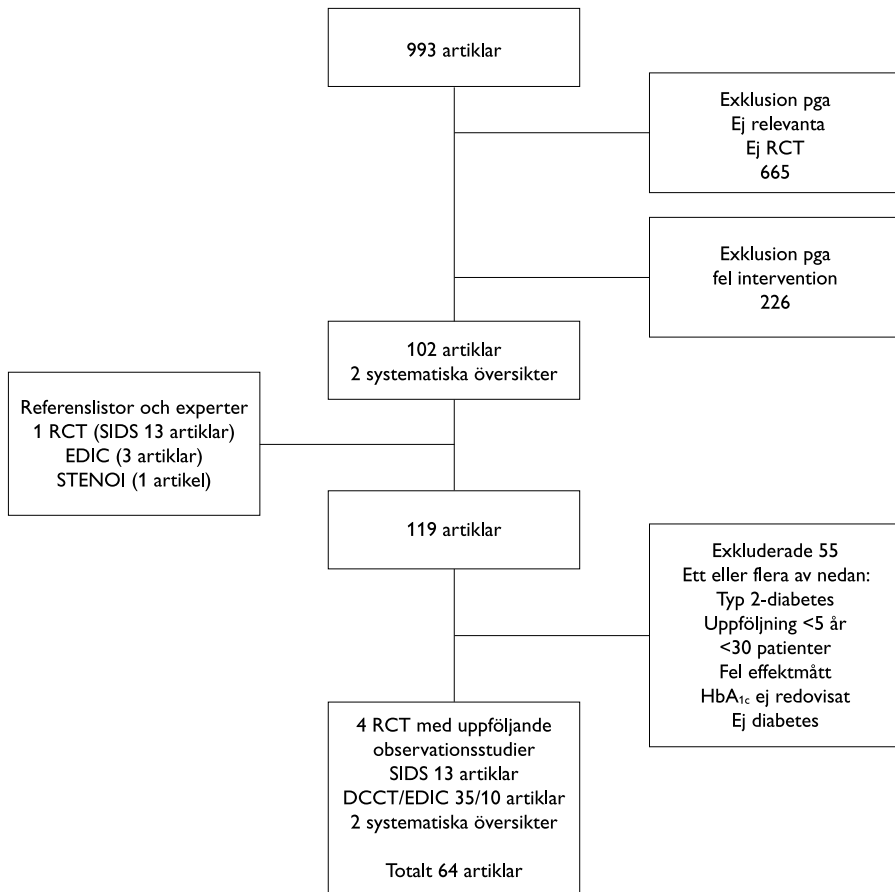 993 artiklar
Exklusion pga
Ej relevanta
Ej RCT
665
Exklusion pga
fel intervention
226
102 artiklar
2 systematiska översikter
Referenslistor och experter
1 RCT (SIDS 13 artiklar)
EDIC (3 artiklar)
STENOI (1 artikel)
119 artiklar
Exkluderade 55
Ett eller flera av nedan:
Typ 2-diabetes
Uppföljning <5 år
<30 patienter
Fel effektmått
HbA1c ej redovisat
Ej diabetes
4 RCT med uppföljande
observationsstudier
SIDS 13 artiklar
DCCT/EDIC 35/10 artiklar
2 systematiska översikter
Totalt 64 artiklar